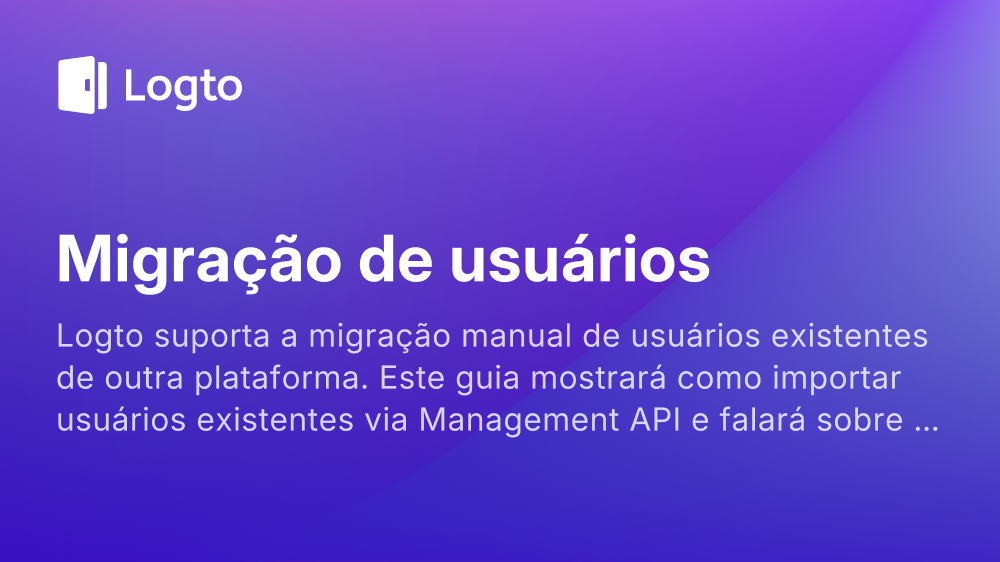 Logto
Migração de usuários
Logto suporta a migração manual de usuários existentes
de outra plataforma. Este guia mostrará como importar
usuários existentes via Management API e falará sobre ...